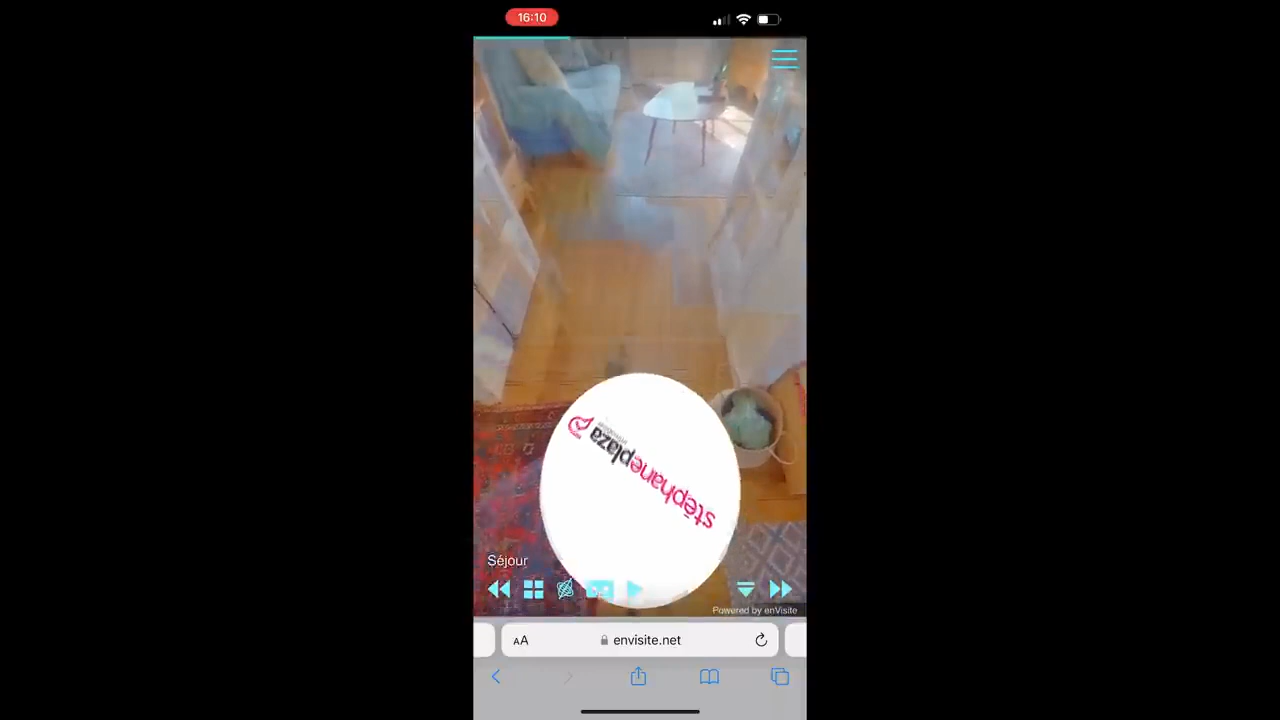 16:10
stéphaneplaza
Séjour
Powered by enVisite
AA
envisite.net